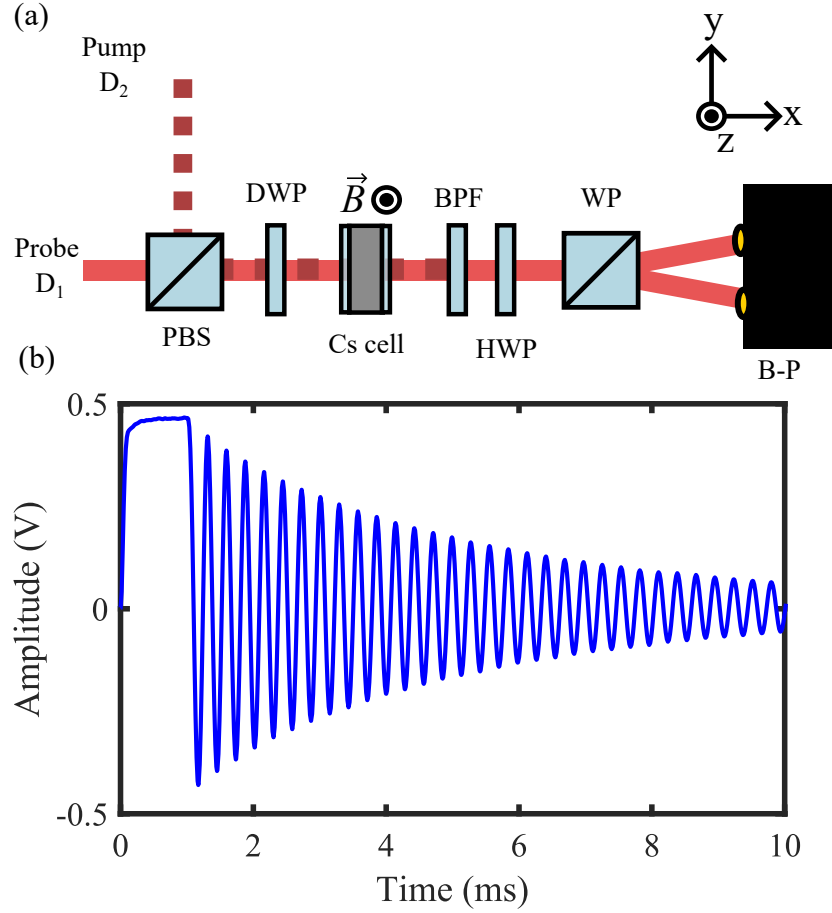 (a)
Pump
D₂
y
x
z
DWP
B⃗
BPF
WP
Probe
D₁
PBS
Cs cell
HWP
B-P
(b)
0.5
0
-0.5
Amplitude (V)
0 2 4 6 8 10
Time (ms)